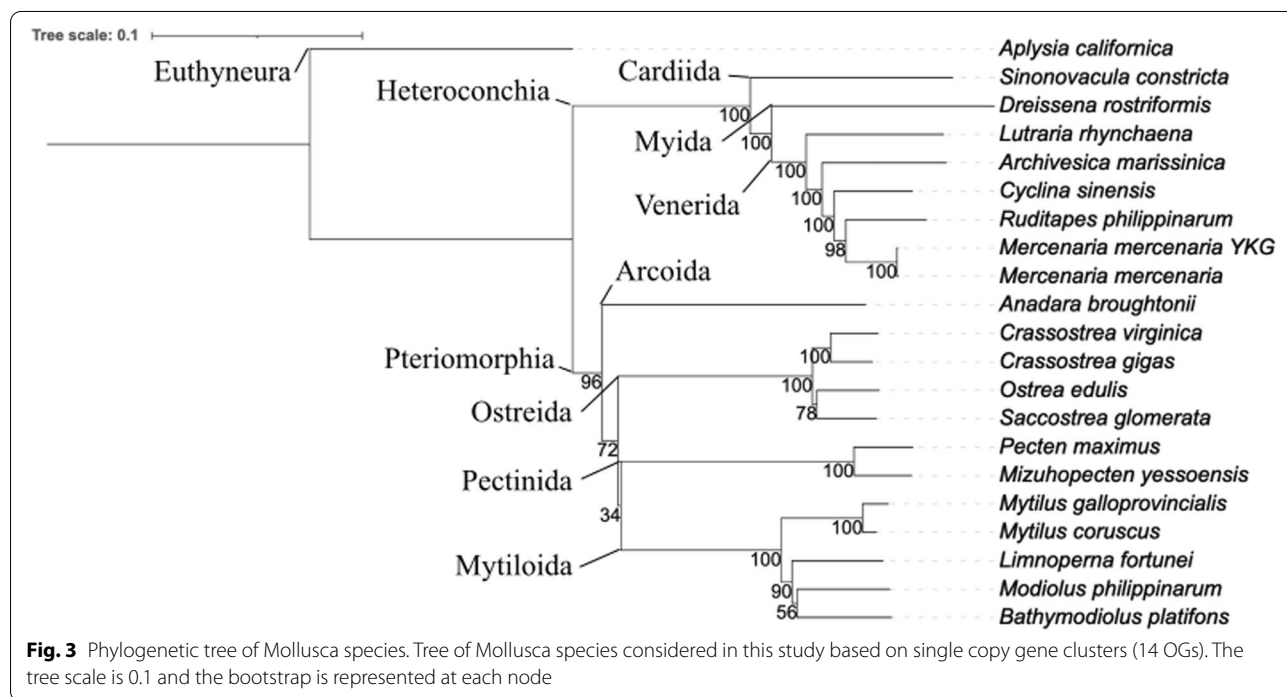 Tree scale: 0.1
Euthyneura
Aplysia californica
Cardiida
Sinonovacula constricta
Heteroconchia
Dreissena rostriformis
100
100
Myida
Lutraria rhynchaena
100
Archivesica marissinica
100
Venerida
Cyclina sinensis
100
Ruditapes philippinarum
98
Mercenaria mercenaria YKG
100
Mercenaria mercenaria
Arcoida
Anadara broughtonii
Crassostrea virginica
100
Pteriomorphia
Crassostrea gigas
96
100
Ostrea edulis
Ostreida
78
Saccostrea glomerata
72
Pecten maximus
Pectinida
100
Mizuhopecten yessoensis
Mytilus galloprovincialis
34
100
Mytilus coruscus
Mytiloida
100
Limnoperna fortunei
90
Modiolus philippinarum
56
Bathymodiolus platifons
Fig. 3 Phylogenetic tree of Mollusca species. Tree of Mollusca species considered in this study based on single copy gene clusters (14 OGs). The
tree scale is 0.1 and the bootstrap is represented at each node